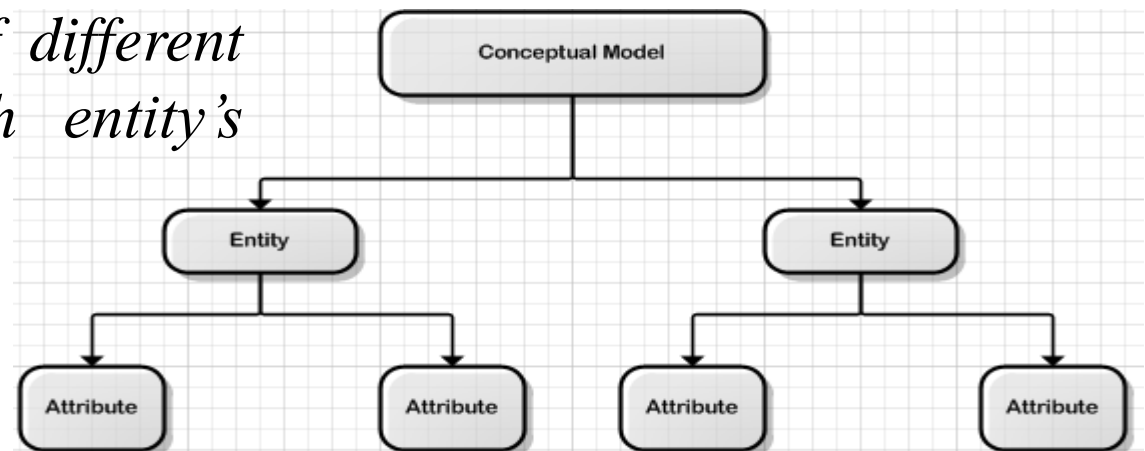 different
entity’s
Conceptual Model
Entity Entity
Attribute Attribute Attribute Attribute